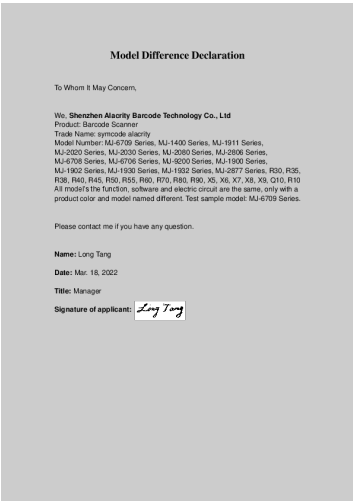 Model Difference Declaration
To Whom It May Concern,
We, Shenzhen Alacrity Barcode Technology Co., Ltd
Product: Barcode Scanner
Trade Name: symcode alacrity
Model Number: MJ-6709 Series, MJ-1400 Series, MJ-1911 Series,
MJ-2020 Series, MJ-2030 Series, MJ-2080 Series, MJ-2806 Series,
MJ-6708 Series, MJ-6706 Series, MJ-9200 Series, MJ-1900 Series,
MJ-1902 Series, MJ-1930 Series, QJ-1932 Series, MJ-2877 Series, R30, R35,
R38, R40, R45, R50, R55, R60, R70, R80, R90, X5, X6, X7, X8, X9, Q10, R10
All model's the function, software and electric circuit are the same, only with a
product color and model named different. Test sample model: MJ-6709 Series.
Please contact me if you have any question.
Name: Long Tang
Date: Mar. 18, 2022
Title: Manager
Signature of applicant: Long Tang